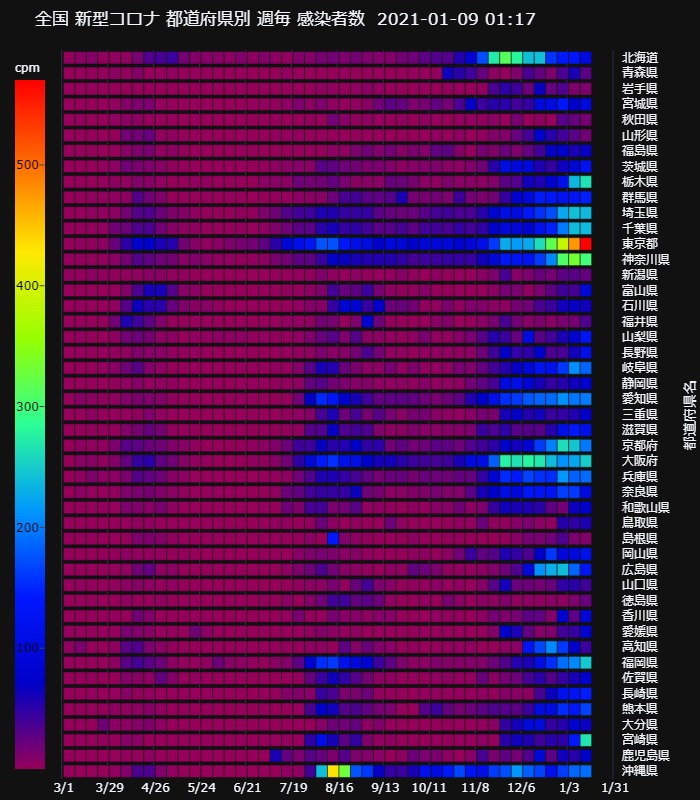 全国 新型コロナ 都道府県別 週毎 感染者数 2021-01-09 01:17
cpm
500
400
300
200
100
北海道
青森県
岩手県
宮城県
秋田県
山形県
福島県
茨城県
栃木県
群馬県
埼玉県
千葉県
東京都
神奈川県
新潟県
富山県
石川県
福井県
山梨県
長野県
岐阜県
静岡県
愛知県
三重県
滋賀県
京都府
大阪府
兵庫県
奈良県
和歌山県
鳥取県
島根県
岡山県
広島県
山口県
徳島県
香川県
愛媛県
高知県
福岡県
佐賀県
長崎県
熊本県
大分県
宮崎県
鹿児島県
沖縄県
都道府県名
3/1 3/29 4/26 5/24 6/21 7/19 8/16 9/13 10/11 11/8 12/6 1/3 1/31